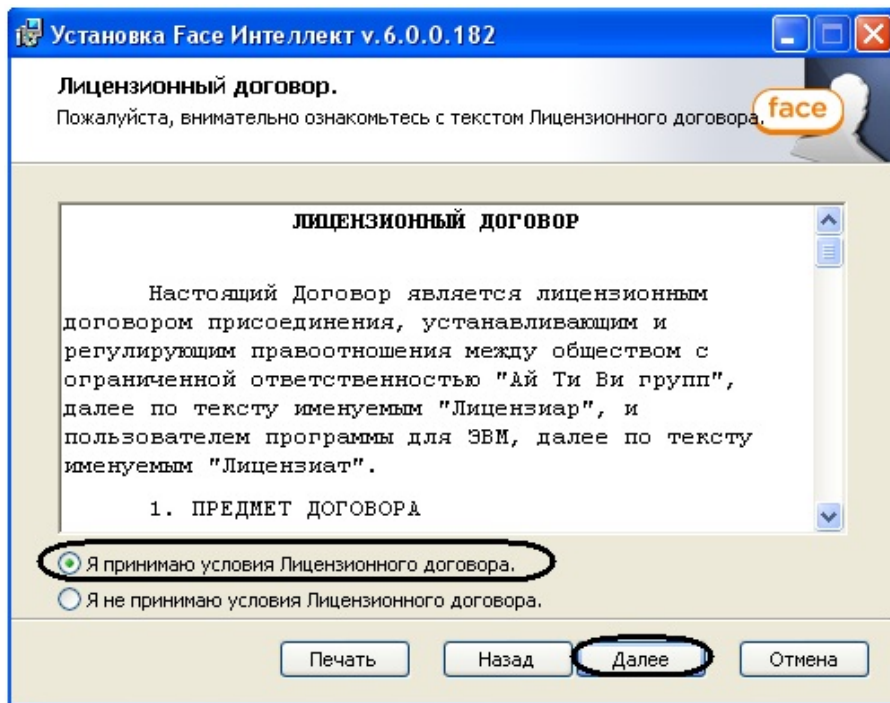 Установка Face Интеллект v.6.0.0.182
Лицензионный договор.
Пожалуйста, внимательно ознакомьтесь с текстом Лицензионного договора.
face
ЛИЦЕНЗИОННЫЙ ДОГОВОР
Настоящий Договор является лицензионным
договором присоединения, устанавливающим и
регулирующим правоотношения между обществом с
ограниченной ответственностью "Ай Ти Ви групп",
далее по тексту именуемым "Лицензиар", и
пользователем программы для ЭВМ, далее по тексту
именуемым "Лицензиат".
1. ПРЕДМЕТ ДОГОВОРА
Я принимаю условия Лицензионного договора.
Я не принимаю условия Лицензионного договора.
Печать Назад Далее Отмена